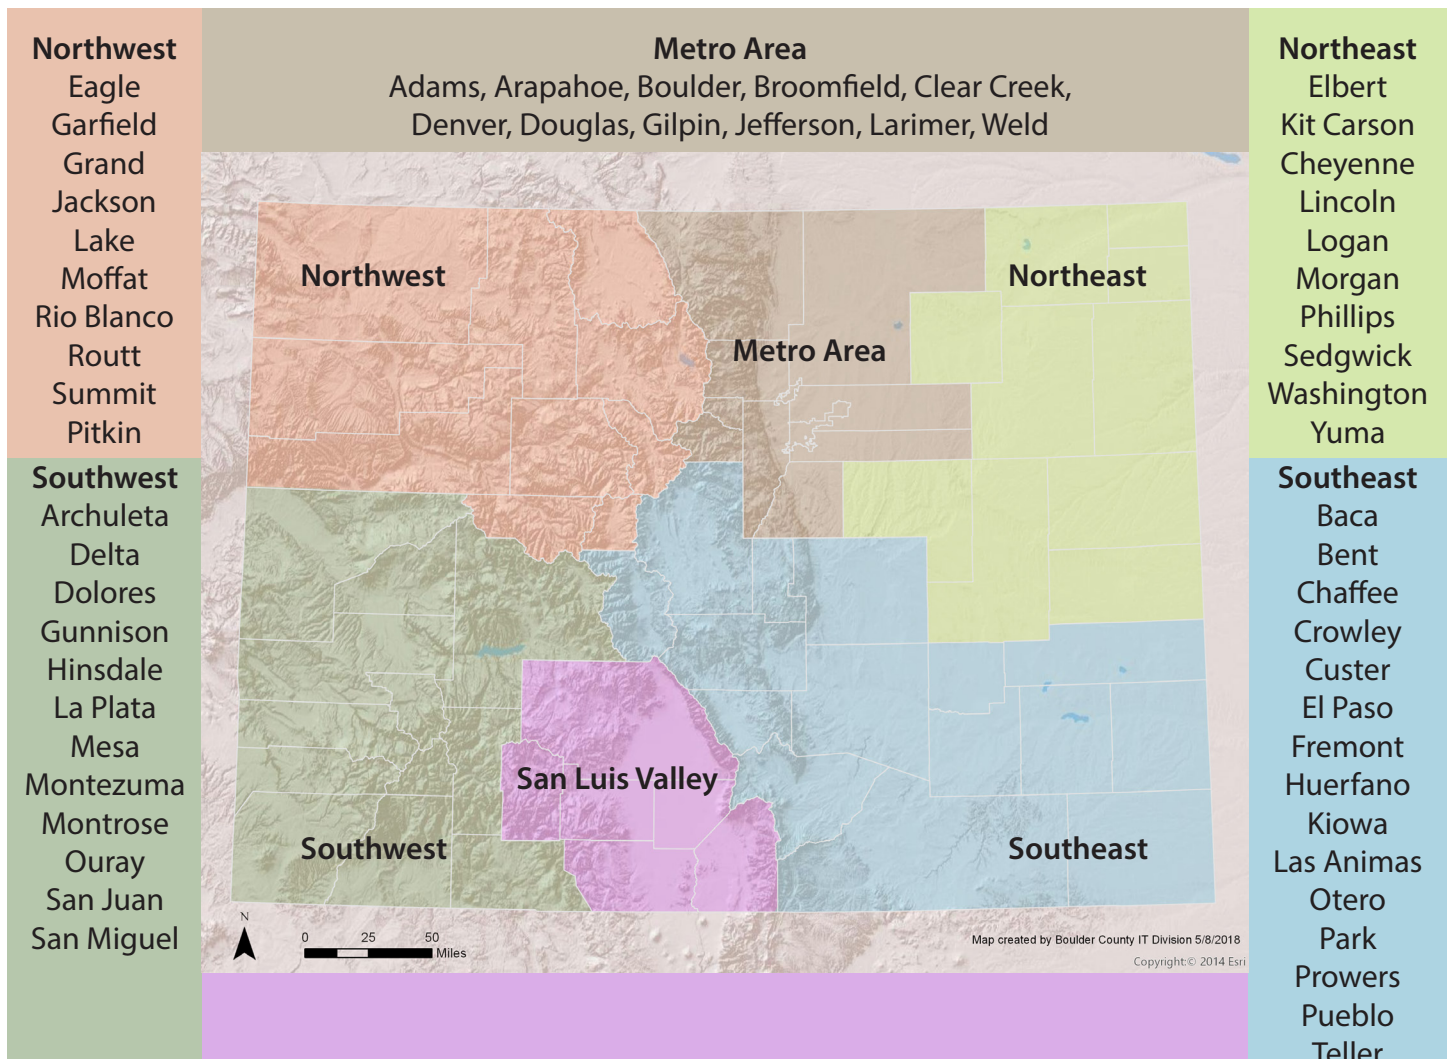 Northwest
Eagle
Garfield
Grand
Jackson
Lake
Moffat
Rio Blanco
Routt
Summit
Pitkin
Southwest
Archuleta
Delta
Dolores
Gunnison
Hinsdale
La Plata
Mesa
Montezuma
Montrose
Ouray
San Juan
San Miguel
Metro Area
Adams, Arapahoe, Boulder, Broomfield, Clear Creek,
Denver, Douglas, Gilpin, Jefferson, Larimer, Weld
Northwest
Northeast
Metro Area
San Luis Valley
Southwest
Southeast
N
0 25 50
Miles
Map created by Boulder County IT Division 5/8/2018
Copyright:© 2014 Esri
Northeast
Elbert
Kit Carson
Cheyenne
Lincoln
Logan
Morgan
Phillips
Sedgwick
Washington
Yuma
Southeast
Baca
Bent
Chaffee
Crowley
Custer
El Paso
Fremont
Huerfano
Kiowa
Las Animas
Otero
Park
Prowers
Pueblo
Teller